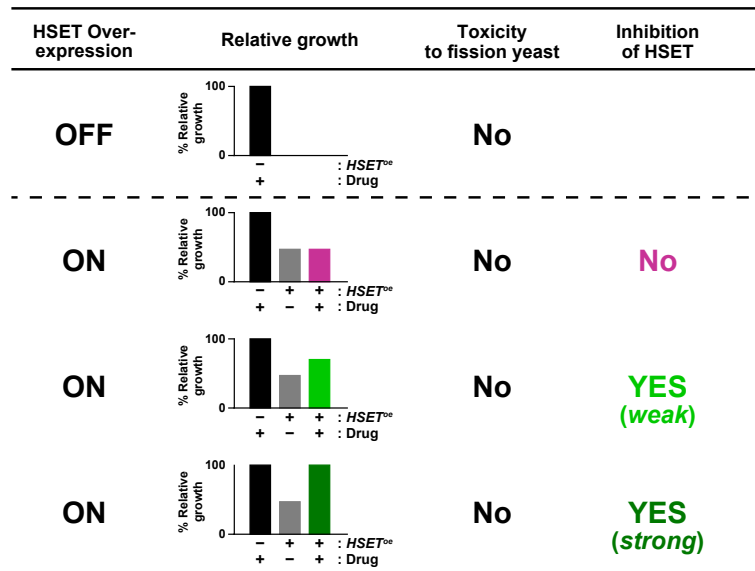 HSET Over-
expression
Relative growth
Toxicity
to fission yeast
Inhibition
of HSET
OFF
% Relative
growth
100
0
− : HSETᵒᵉ
+ : Drug
No
ON
% Relative
growth
100
0
− + + : HSETᵒᵉ
+ − + : Drug
No
No
ON
% Relative
growth
100
0
− + + : HSETᵒᵉ
+ − + : Drug
No
YES
(weak)
ON
% Relative
growth
100
0
− + + : HSETᵒᵉ
+ − + : Drug
No
YES
(strong)